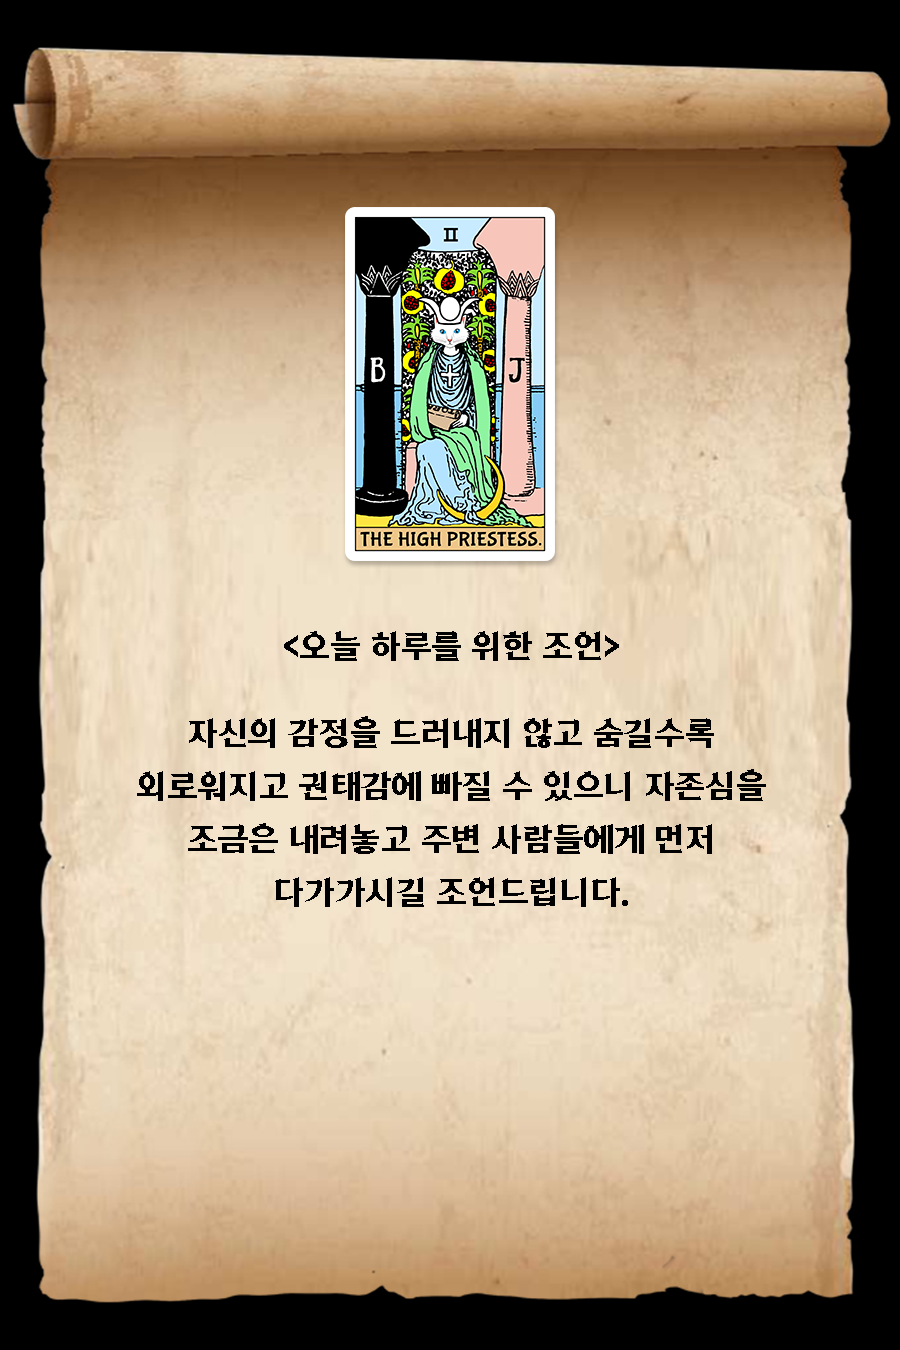 II
B J
THE HIGH PRIESTESS.
<오늘 하루를 위한 조언>
자신의 감정을 드러내지 않고 숨길수록
외로워지고 권태감에 빠질 수 있으니 자존심을
조금은 내려놓고 주변 사람들에게 먼저
다가가시길 조언드립니다.